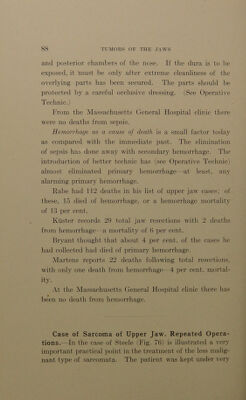 88 TUMORS OF THE JAWS
and posterior chambers of the nose. If the dura is to be
exposed, it must be only after extreme cleanliness of the
overlying parts has been secured. The parts should be
protected by a careful occlusive dressing. (See Operative
Technic.)
From the Massachusetts General Hospital clinic there
were no deaths from sepsis.
Hemorrhage as a cause of death is a small factor today
as compared with the immediate past. The elimination
of sepsis has done away with secondary hemorrhage. The
introduction of better technic has (see Operative Technic)
almost eliminated primary hemorrhage—at least, any
alarming primary hemorrhage.
Rabe had 112 deaths in his list of upper jaw cases; of
these, 15 died of hemorrhage, or a hemorrhage mortality
of 13 per cent.
Küster records 29 total jaw resections with 2 deaths
from hemorrhage—a mortality of 6 per cent.
Bryant thought that about 4 per cent. of the cases he
had collected had died of primary hemorrhage.
Martens reports 22 deaths following total resections,
with only one death from hemorrhage—4 per cent. mortal-
ity.
At the Massachusetts General Hospital clinic there has
been no death from hemorrhage.
Case of Sarcoma of Upper Jaw. Repeated Opera-
tions.—In the case of Steele (Fig. 76) is illustrated a very
important practical point in the treatment of the less malig-
nant type of sarcomata. The patient was kept under very